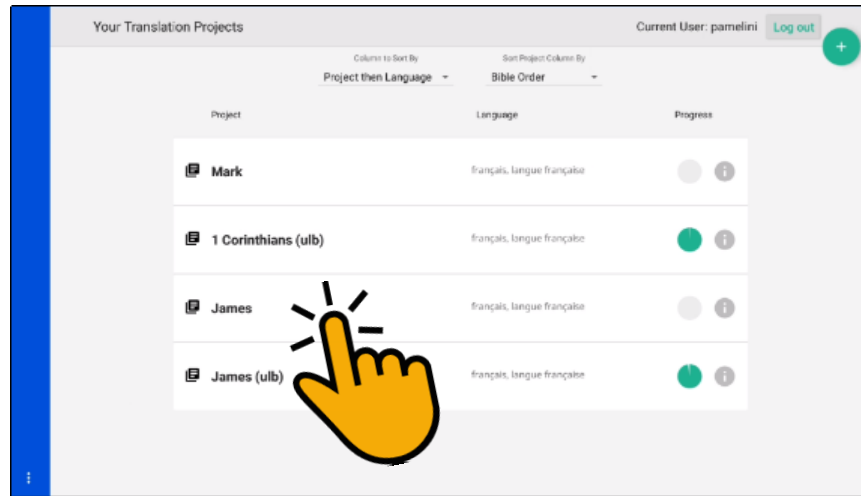 Your Translation Projects
Current User: pamelini
Log out
+
Column to Sort By
Sort Project Column By
Project then Language
Bible Order
Project
Language
Progress
Mark
français, langue française
1 Corinthians (ulb)
français, langue française
James
français, langue française
James (ulb)
français, langue française